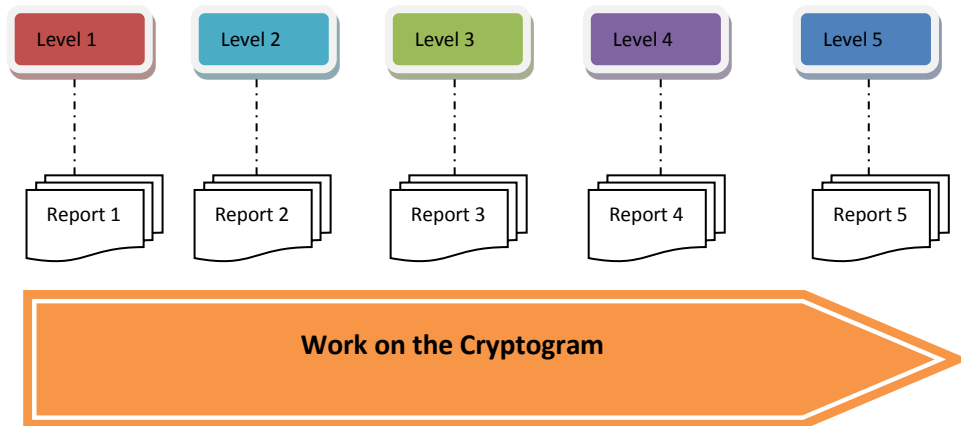 Level 1
Level 2
Level 3
Level 4
Level 5
Report 1
Report 2
Report 3
Report 4
Report 5
Work on the Cryptogram